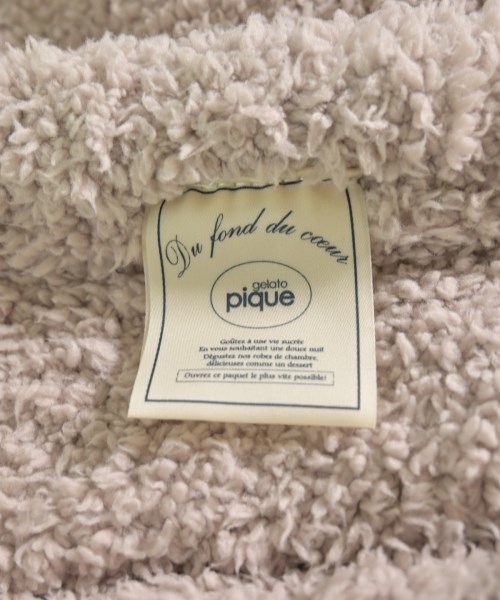 Du fond du cœur
gelato
pique
Goûtez à une vie sucrée
En vous souhaitant une douce nuit
Dégustez nos robes de chambre,
délicieuses comme un dessert
Ouvrez ce paquet le plus vite possible!